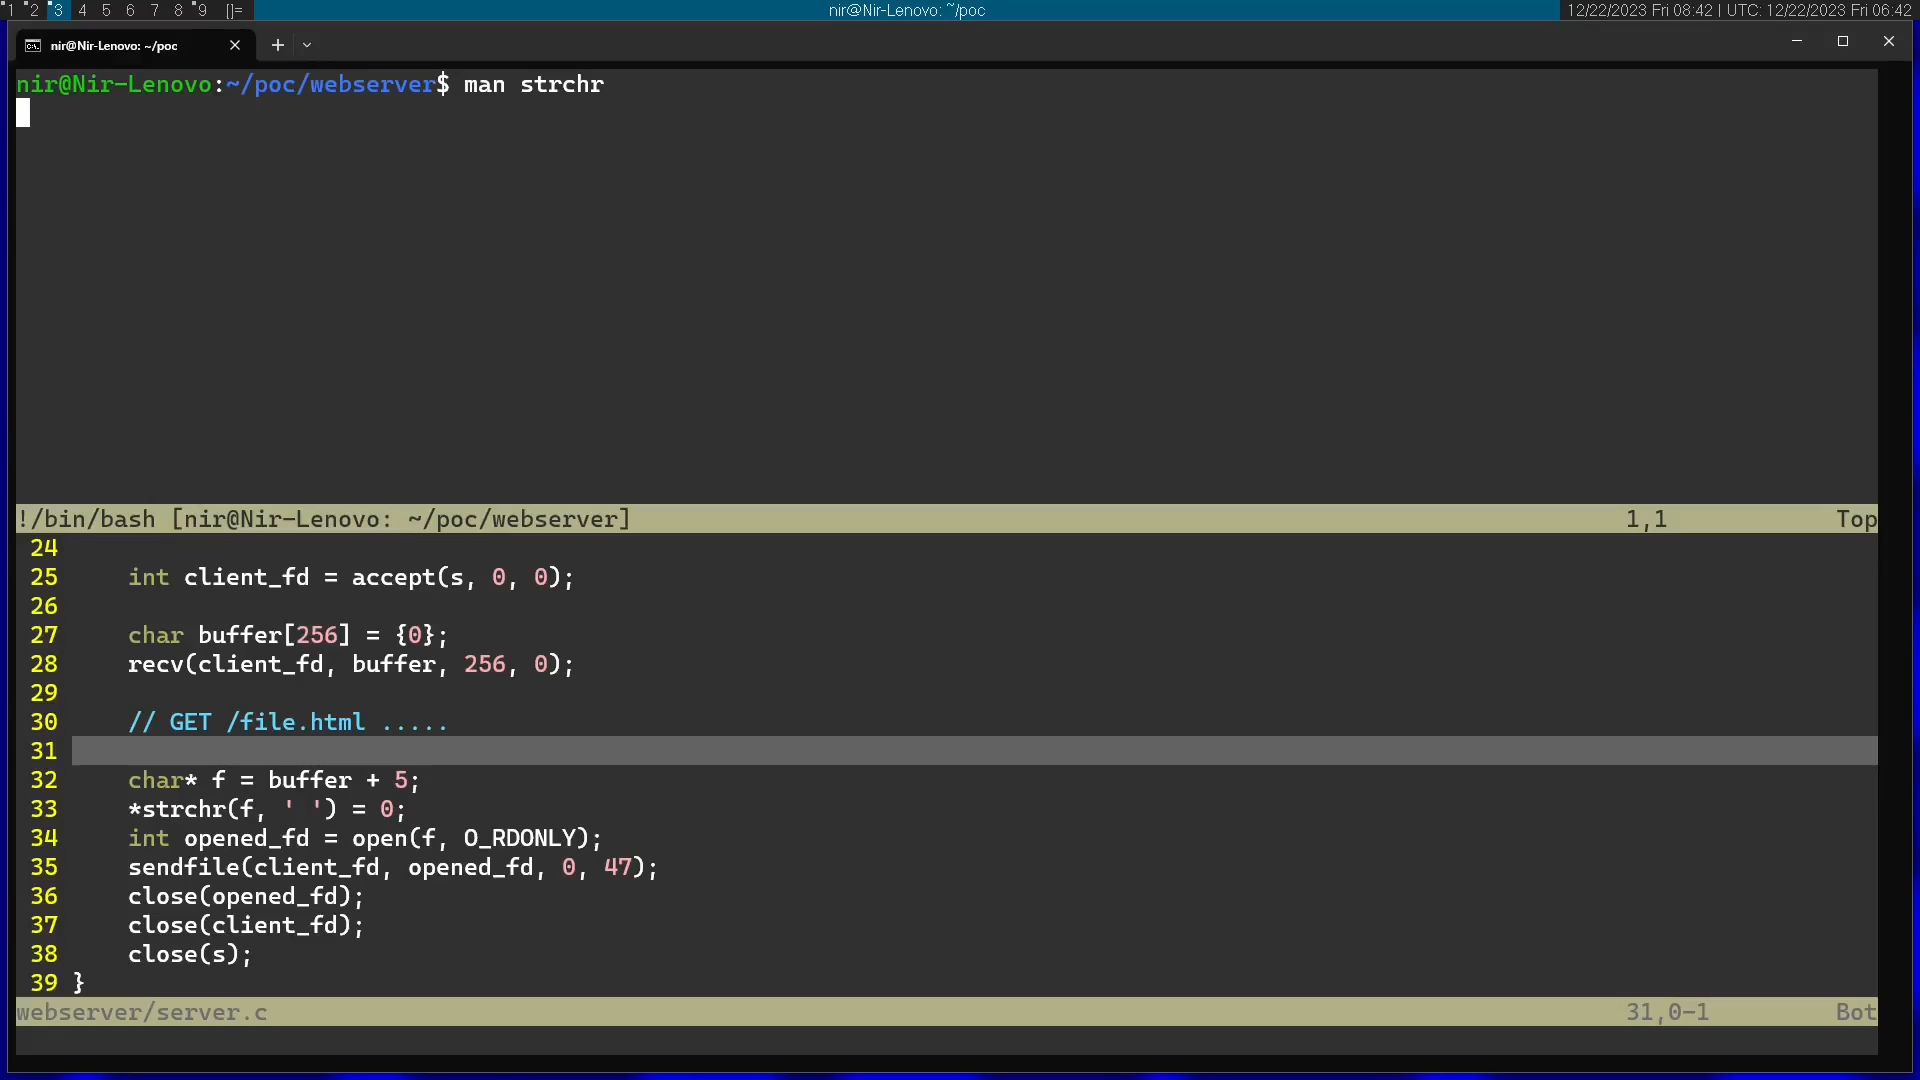 1 2 3 4 5 6 7 8 9 []= nir@Nir-Lenovo: ~/poc 12/22/2023 Fri 08:42 | UTC: 12/22/2023 Fri 06:42
nir@Nir-Lenovo: ~/poc
nir@Nir-Lenovo:~/poc/webserver$ man strchr
!/bin/bash [nir@Nir-Lenovo: ~/poc/webserver] 1,1 Top
24
25 int client_fd = accept(s, 0, 0);
26
27 char buffer[256] = {0};
28 recv(client_fd, buffer, 256, 0);
29
30 // GET /file.html .....
31
32 char* f = buffer + 5;
33 *strchr(f, ' ') = 0;
34 int opened_fd = open(f, O_RDONLY);
35 sendfile(client_fd, opened_fd, 0, 47);
36 close(opened_fd);
37 close(client_fd);
38 close(s);
39 }
webserver/server.c 31,0-1 Bot